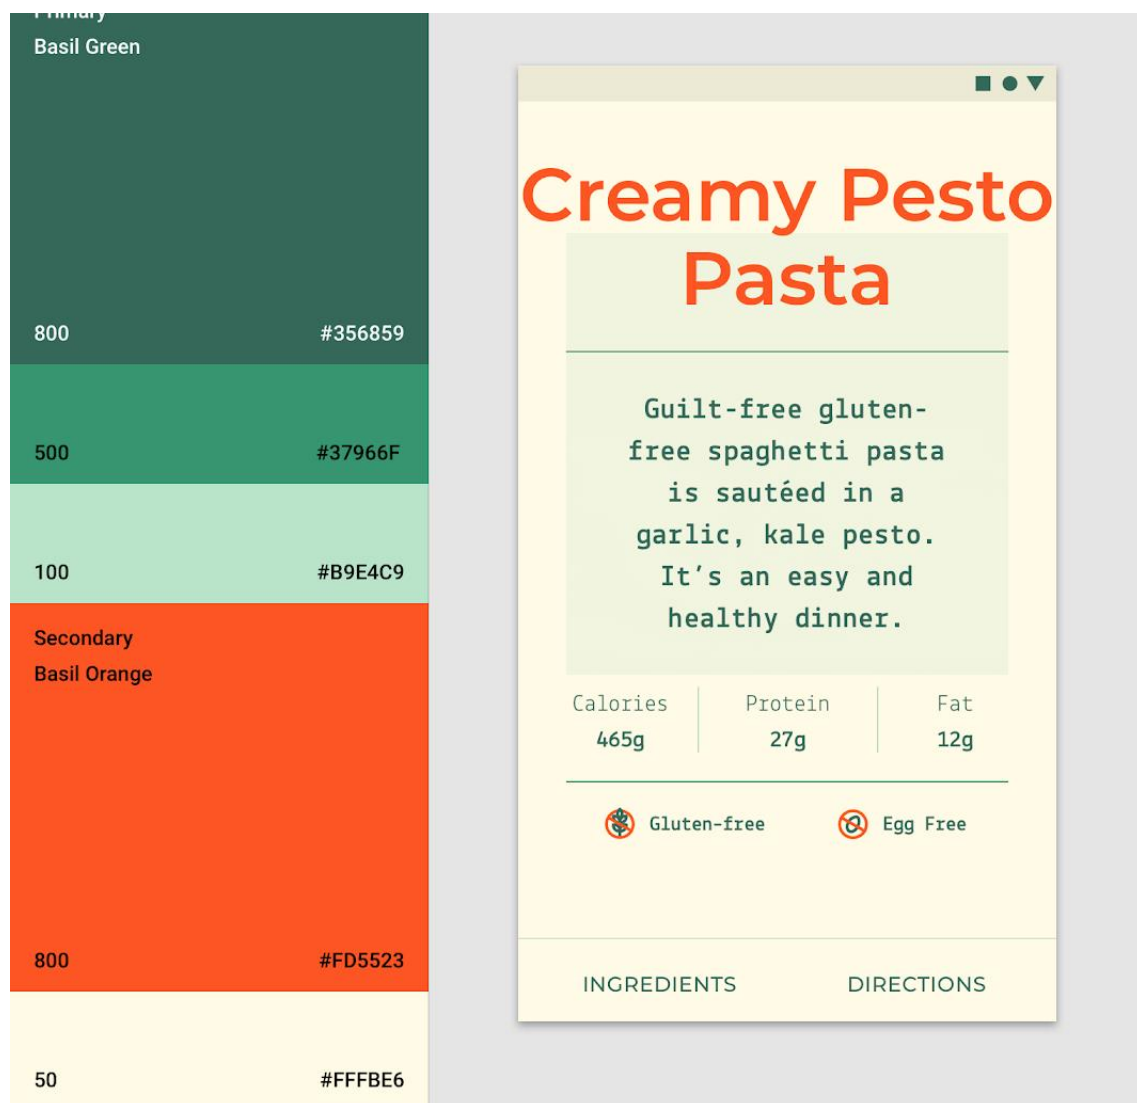 Primary
Basil Green
800 #356859
500 #37966F
100 #B9E4C9
Secondary
Basil Orange
800 #FD5523
50 #FFFBE6
Creamy Pesto
Pasta
Guilt-free gluten-
free spaghetti pasta
is sautéed in a
garlic, kale pesto.
It’s an easy and
healthy dinner.
Calories Protein Fat
465g 27g 12g
Gluten-free Egg Free
INGREDIENTS DIRECTIONS